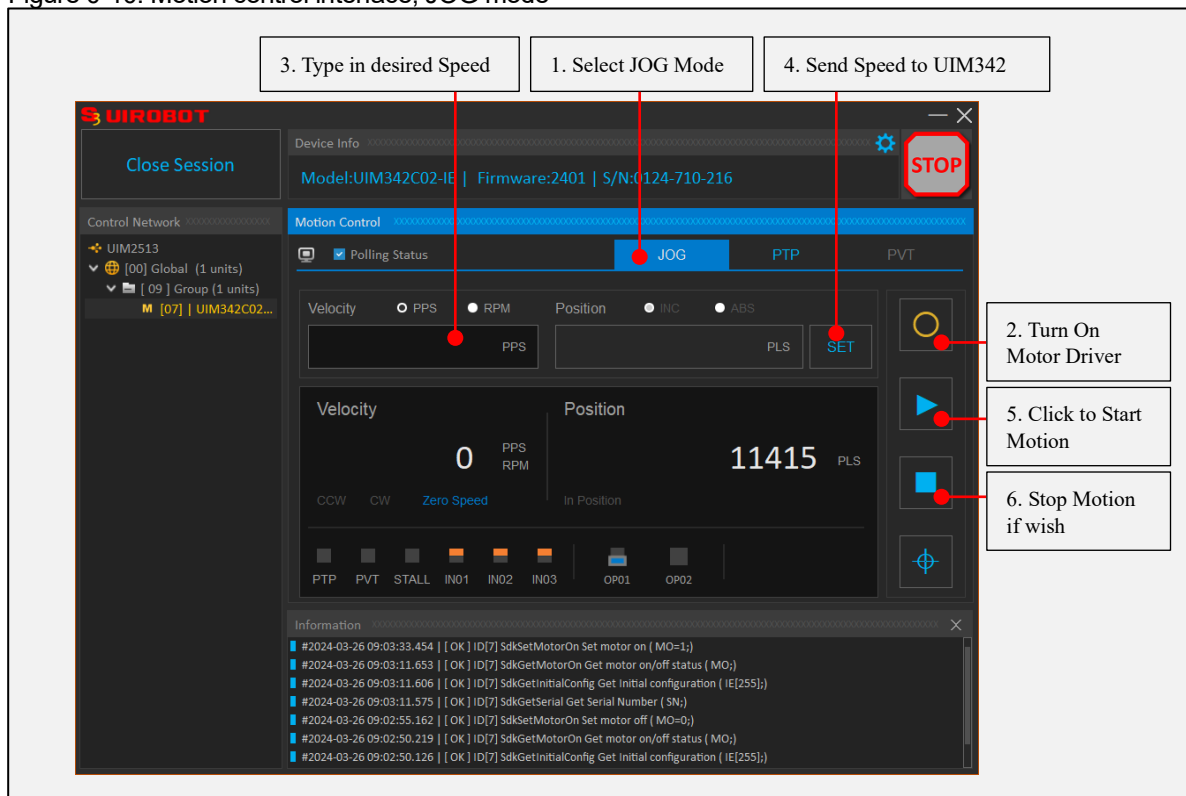 Figure 3-10. Motion control interface, JOG mode
3. Type in desired Speed
1. Select JOG Mode
4. Send Speed to UIM342
UIROBOT
Close Session
Device Info
STOP
Model:UIM342C02-IE | Firmware:2401 | S/N:0124-710-216
Control Network
Motion Control
UIM2513
Polling Status
JOG
PTP
PVT
[00] Global (1 units)
[ 09 ] Group (1 units)
M [07] | UIM342C02...
Velocity
PPS
RPM
Position
INC
ABS
PPS
PLS
SET
2. Turn On
Motor Driver
Velocity
Position
5. Click to Start
Motion
0 PPS
RPM
11415 PLS
CCW CW Zero Speed
In Position
6. Stop Motion
if wish
PTP PVT STALL IN01 IN02 IN03 OP01 OP02
Information
#2024-03-26 09:03:33.454 | [ OK ] ID[7] SdkSetMotorOn Set motor on ( MO=1;)
#2024-03-26 09:03:11.653 | [ OK ] ID[7] SdkGetMotorOn Get motor on/off status ( MO;)
#2024-03-26 09:03:11.606 | [ OK ] ID[7] SdkGetInitialConfig Get Initial configuration ( IE[255];)
#2024-03-26 09:03:11.575 | [ OK ] ID[7] SdkGetSerial Get Serial Number ( SN;)
#2024-03-26 09:02:55.162 | [ OK ] ID[7] SdkSetMotorOn Set motor off ( MO=0;)
#2024-03-26 09:02:50.219 | [ OK ] ID[7] SdkGetMotorOn Get motor on/off status ( MO;)
#2024-03-26 09:02:50.126 | [ OK ] ID[7] SdkGetInitialConfig Get Initial configuration ( IE[255];)